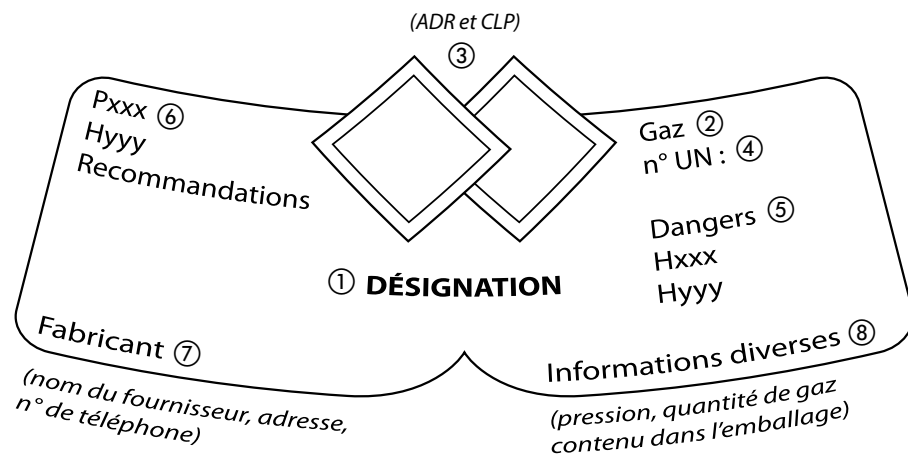 (ADR et CLP)
③
Pxxx ⑥
Hyyy
Recommandations
Gaz ②
n° UN : ④
Dangers ⑤
Hxxx
Hyyy
① DÉSIGNATION
Fabricant ⑦
(nom du fournisseur, adresse,
n° de téléphone)
Informations diverses ⑧
(pression, quantité de gaz
contenu dans l’emballage)